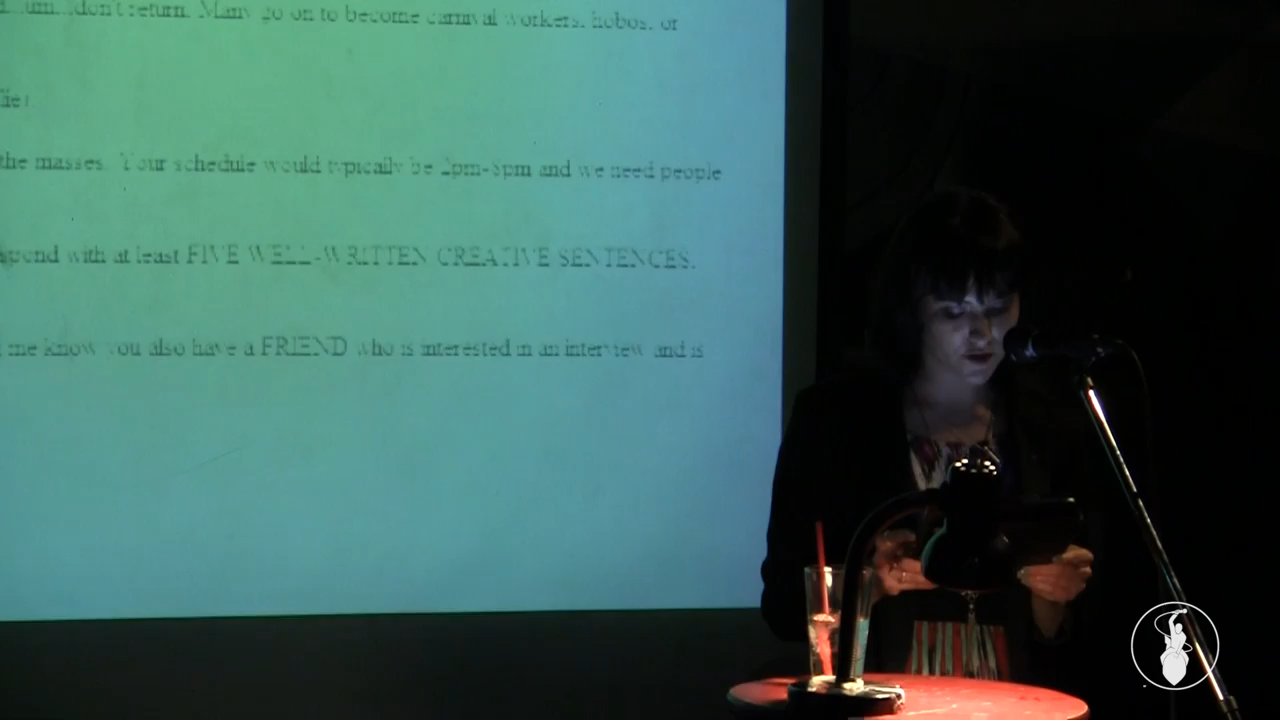 don't return. Many go on to become carnival workers, hobos, or
the masses. Your schedule would typically be 2pm-8pm and we need people
spond with at least FIVE WELL-WRITTEN CREATIVE SENTENCES.
me know you also have a FRIEND who is interested in an interview and is